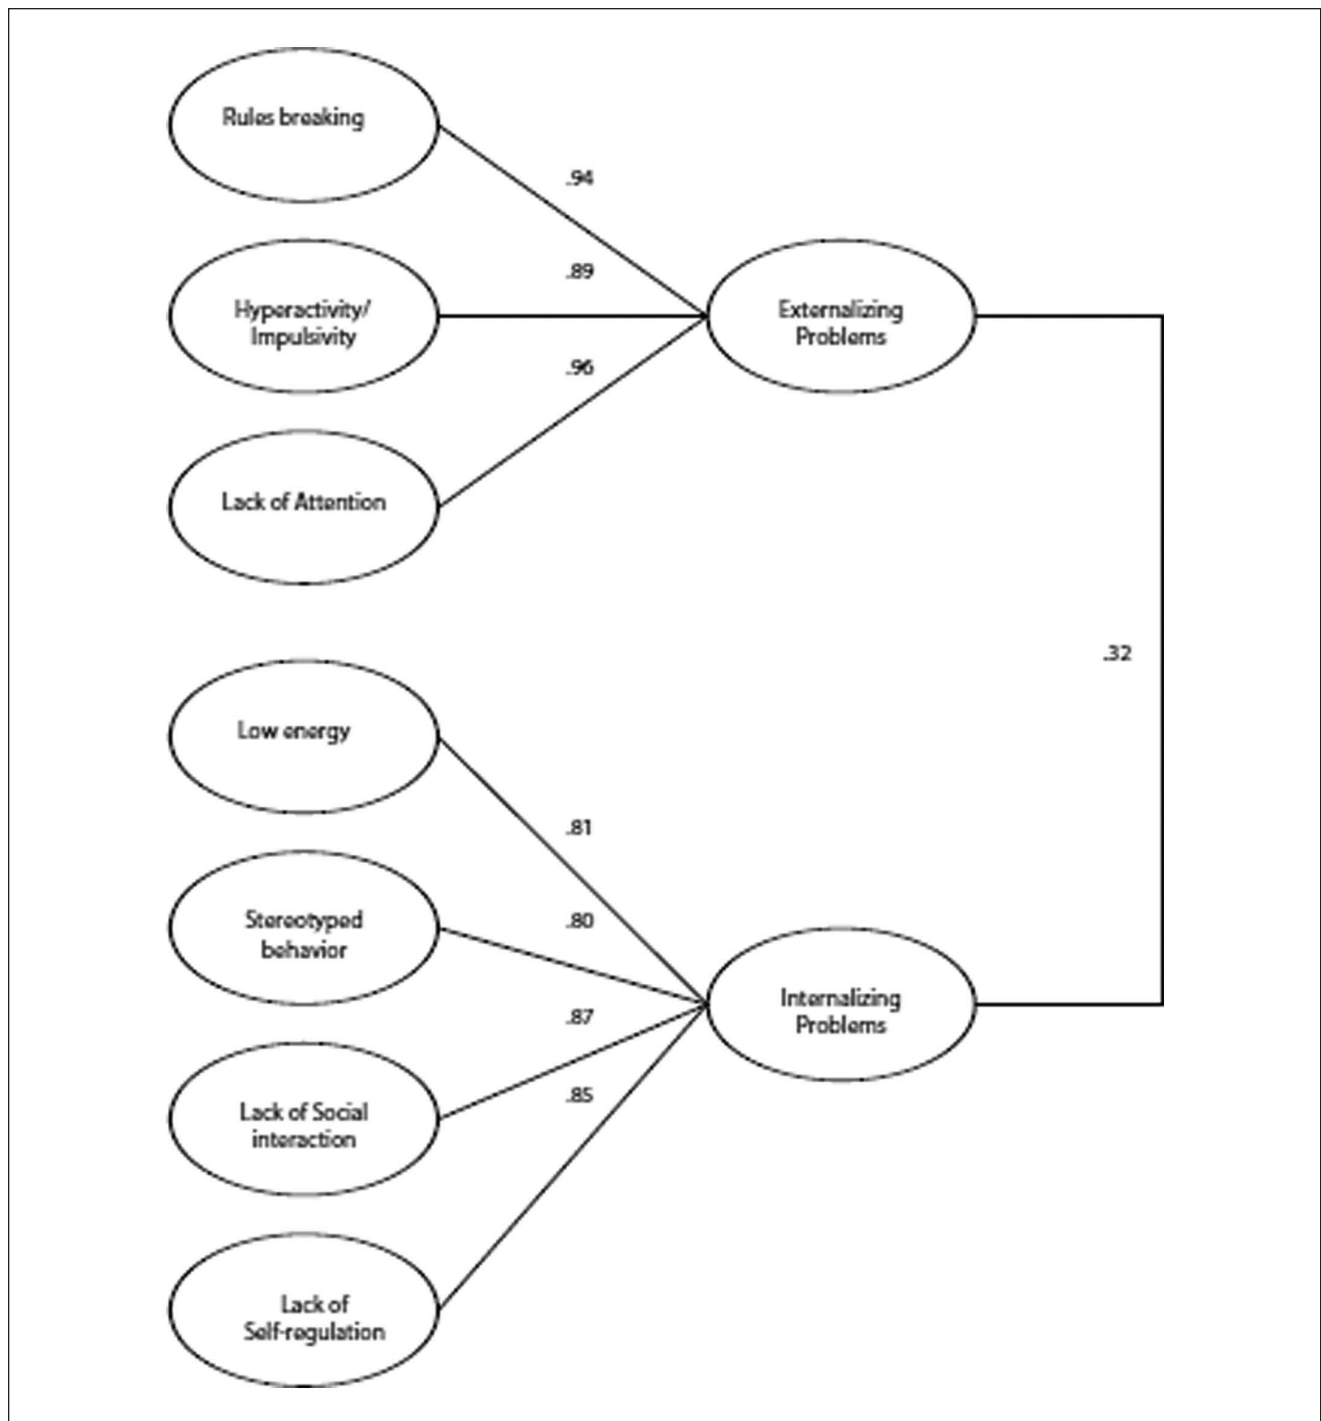 Rules breaking
.94
.89
Hyperactivity/
Impulsivity
Externalizing
Problems
.96
Lack of Attention
.32
Low energy
.81
.80
Stereotyped
behavior
Internalizing
Problems
.87
.85
Lack of Social
interaction
Lack of
Self-regulation